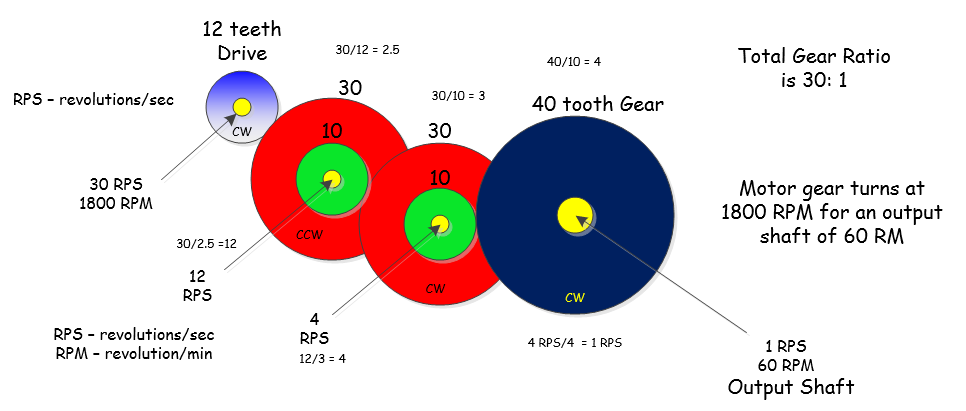 12 teeth
Drive
30/12 = 2.5
40/10 = 4
Total Gear Ratio
is 30: 1
RPS – revolutions/sec
30
30/10 = 3
40 tooth Gear
CW
10
30
10
30 RPS
1800 RPM
Motor gear turns at
1800 RPM for an output
shaft of 60 RM
30/2.5 =12
CCW
12
RPS
CW
CW
4
RPS
12/3 = 4
RPS – revolutions/sec
RPM – revolution/min
4 RPS/4 = 1 RPS
1 RPS
60 RPM
Output Shaft